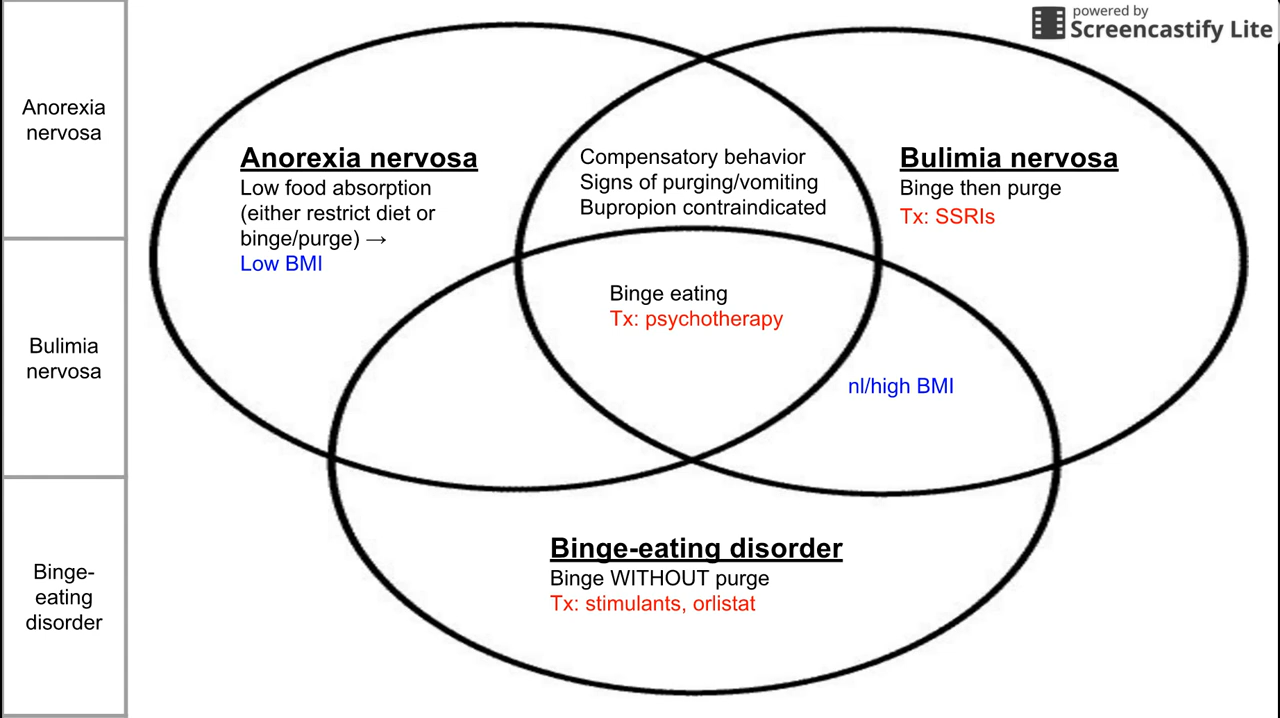 powered by
Screencastify Lite
Anorexia
nervosa
Bulimia
nervosa
Binge-
eating
disorder
Anorexia nervosa
Low food absorption
(either restrict diet or
binge/purge) →
Low BMI
Compensatory behavior
Signs of purging/vomiting
Bupropion contraindicated
Bulimia nervosa
Binge then purge
Tx: SSRIs
Binge eating
Tx: psychotherapy
nl/high BMI
Binge-eating disorder
Binge WITHOUT purge
Tx: stimulants, orlistat